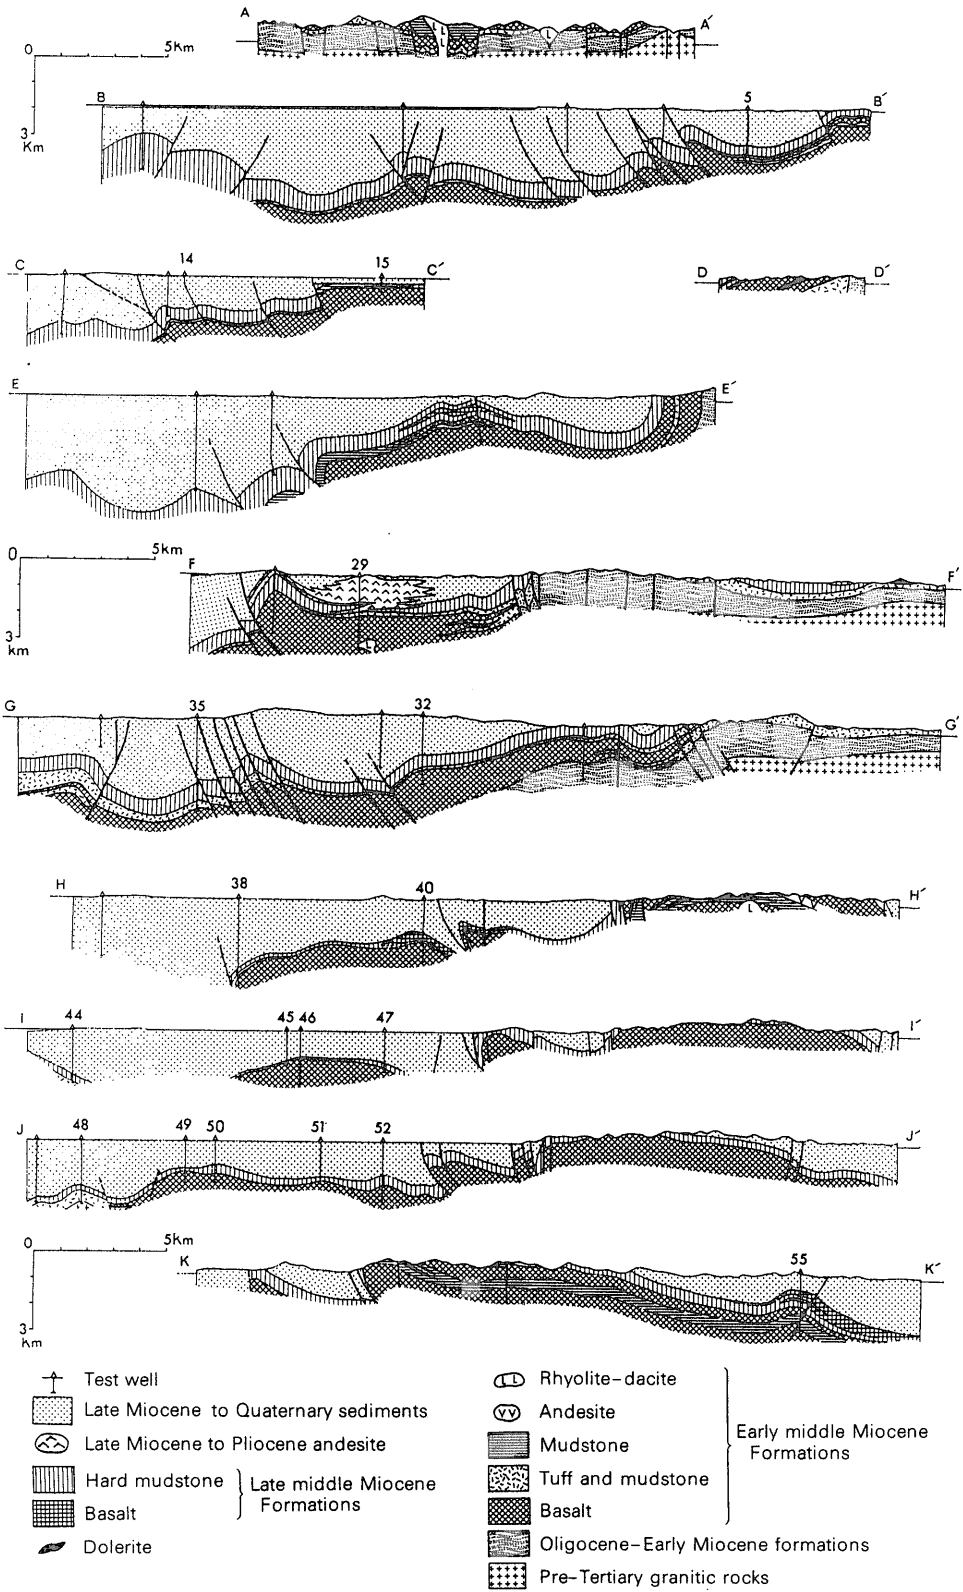 A A´
0 5Km
3
Km
B 5 B´
C 14 15 C´
D D´
E E´
0 5km
3
km
F 29 F´
G 35 32 G´
H 38 40 H´
I 44 45 46 47 I´
J 48 49 50 51 52 J´
0 5Km
3
Km
K 55 K´
Test well
Late Miocene to Quaternary sediments
Late Miocene to Pliocene andesite
Hard mudstone
Basalt
Late middle Miocene
Formations
Dolerite
Rhyolite-dacite
Andesite
Mudstone
Tuff and mudstone
Basalt
Early middle Miocene
Formations
Oligocene-Early Miocene formations
Pre-Tertiary granitic rocks